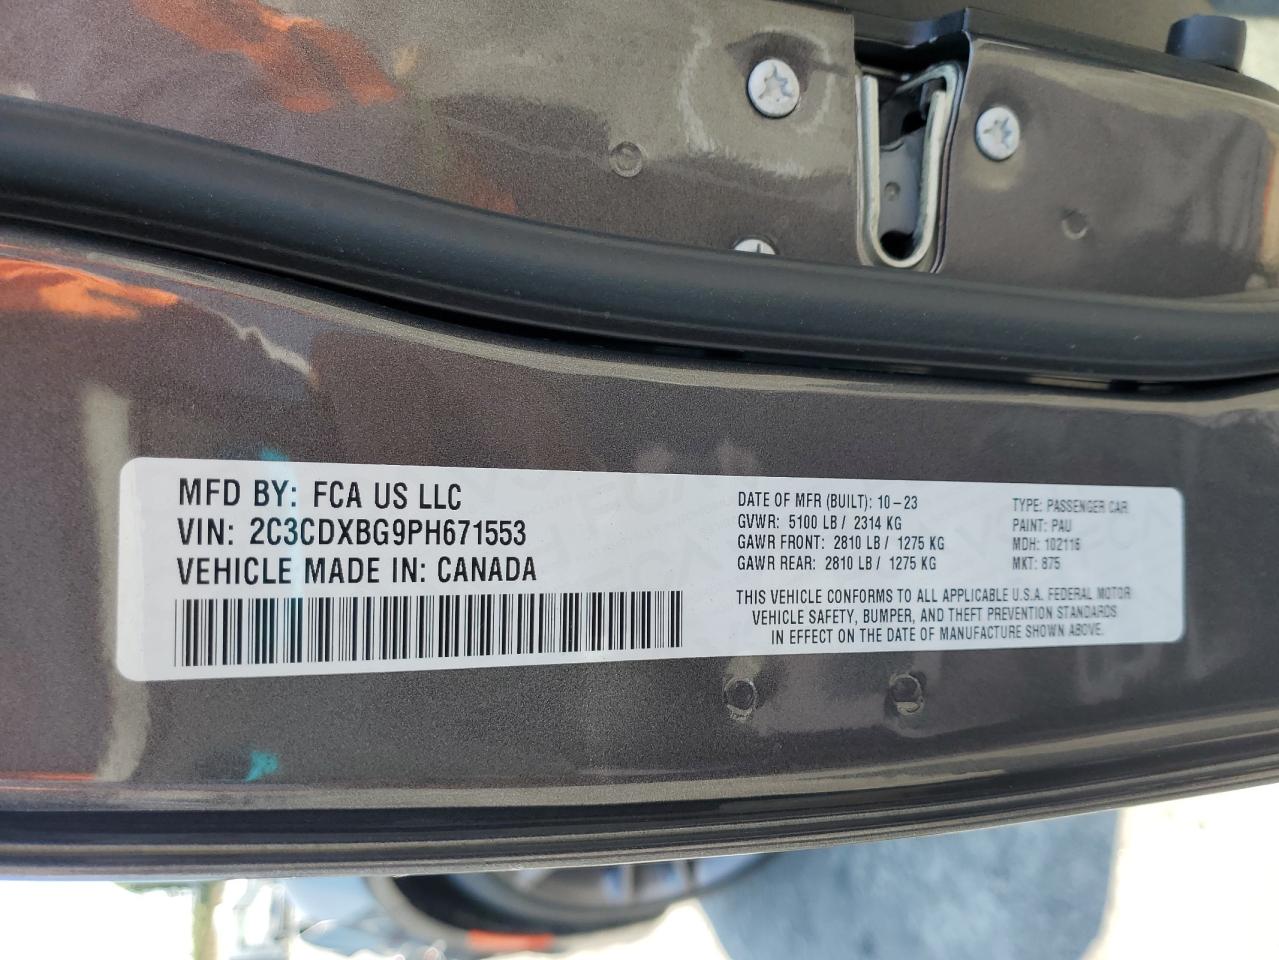 MFD BY: FCA US LLC
VIN: 2C3CDXBG9PH671553
VEHICLE MADE IN: CANADA
DATE OF MFR (BUILT): 10-23
GVWR: 5100 LB / 2314 KG
GAWR FRONT: 2810 LB / 1275 KG
GAWR REAR: 2810 LB / 1275 KG
TYPE: PASSENGER CAR
PAINT: PAU
MDH: 102116
MKT: 875
THIS VEHICLE CONFORMS TO ALL APPLICABLE U.S.A. FEDERAL MOTOR
VEHICLE SAFETY, BUMPER, AND THEFT PREVENTION STANDARDS
IN EFFECT ON THE DATE OF MANUFACTURE SHOWN ABOVE.